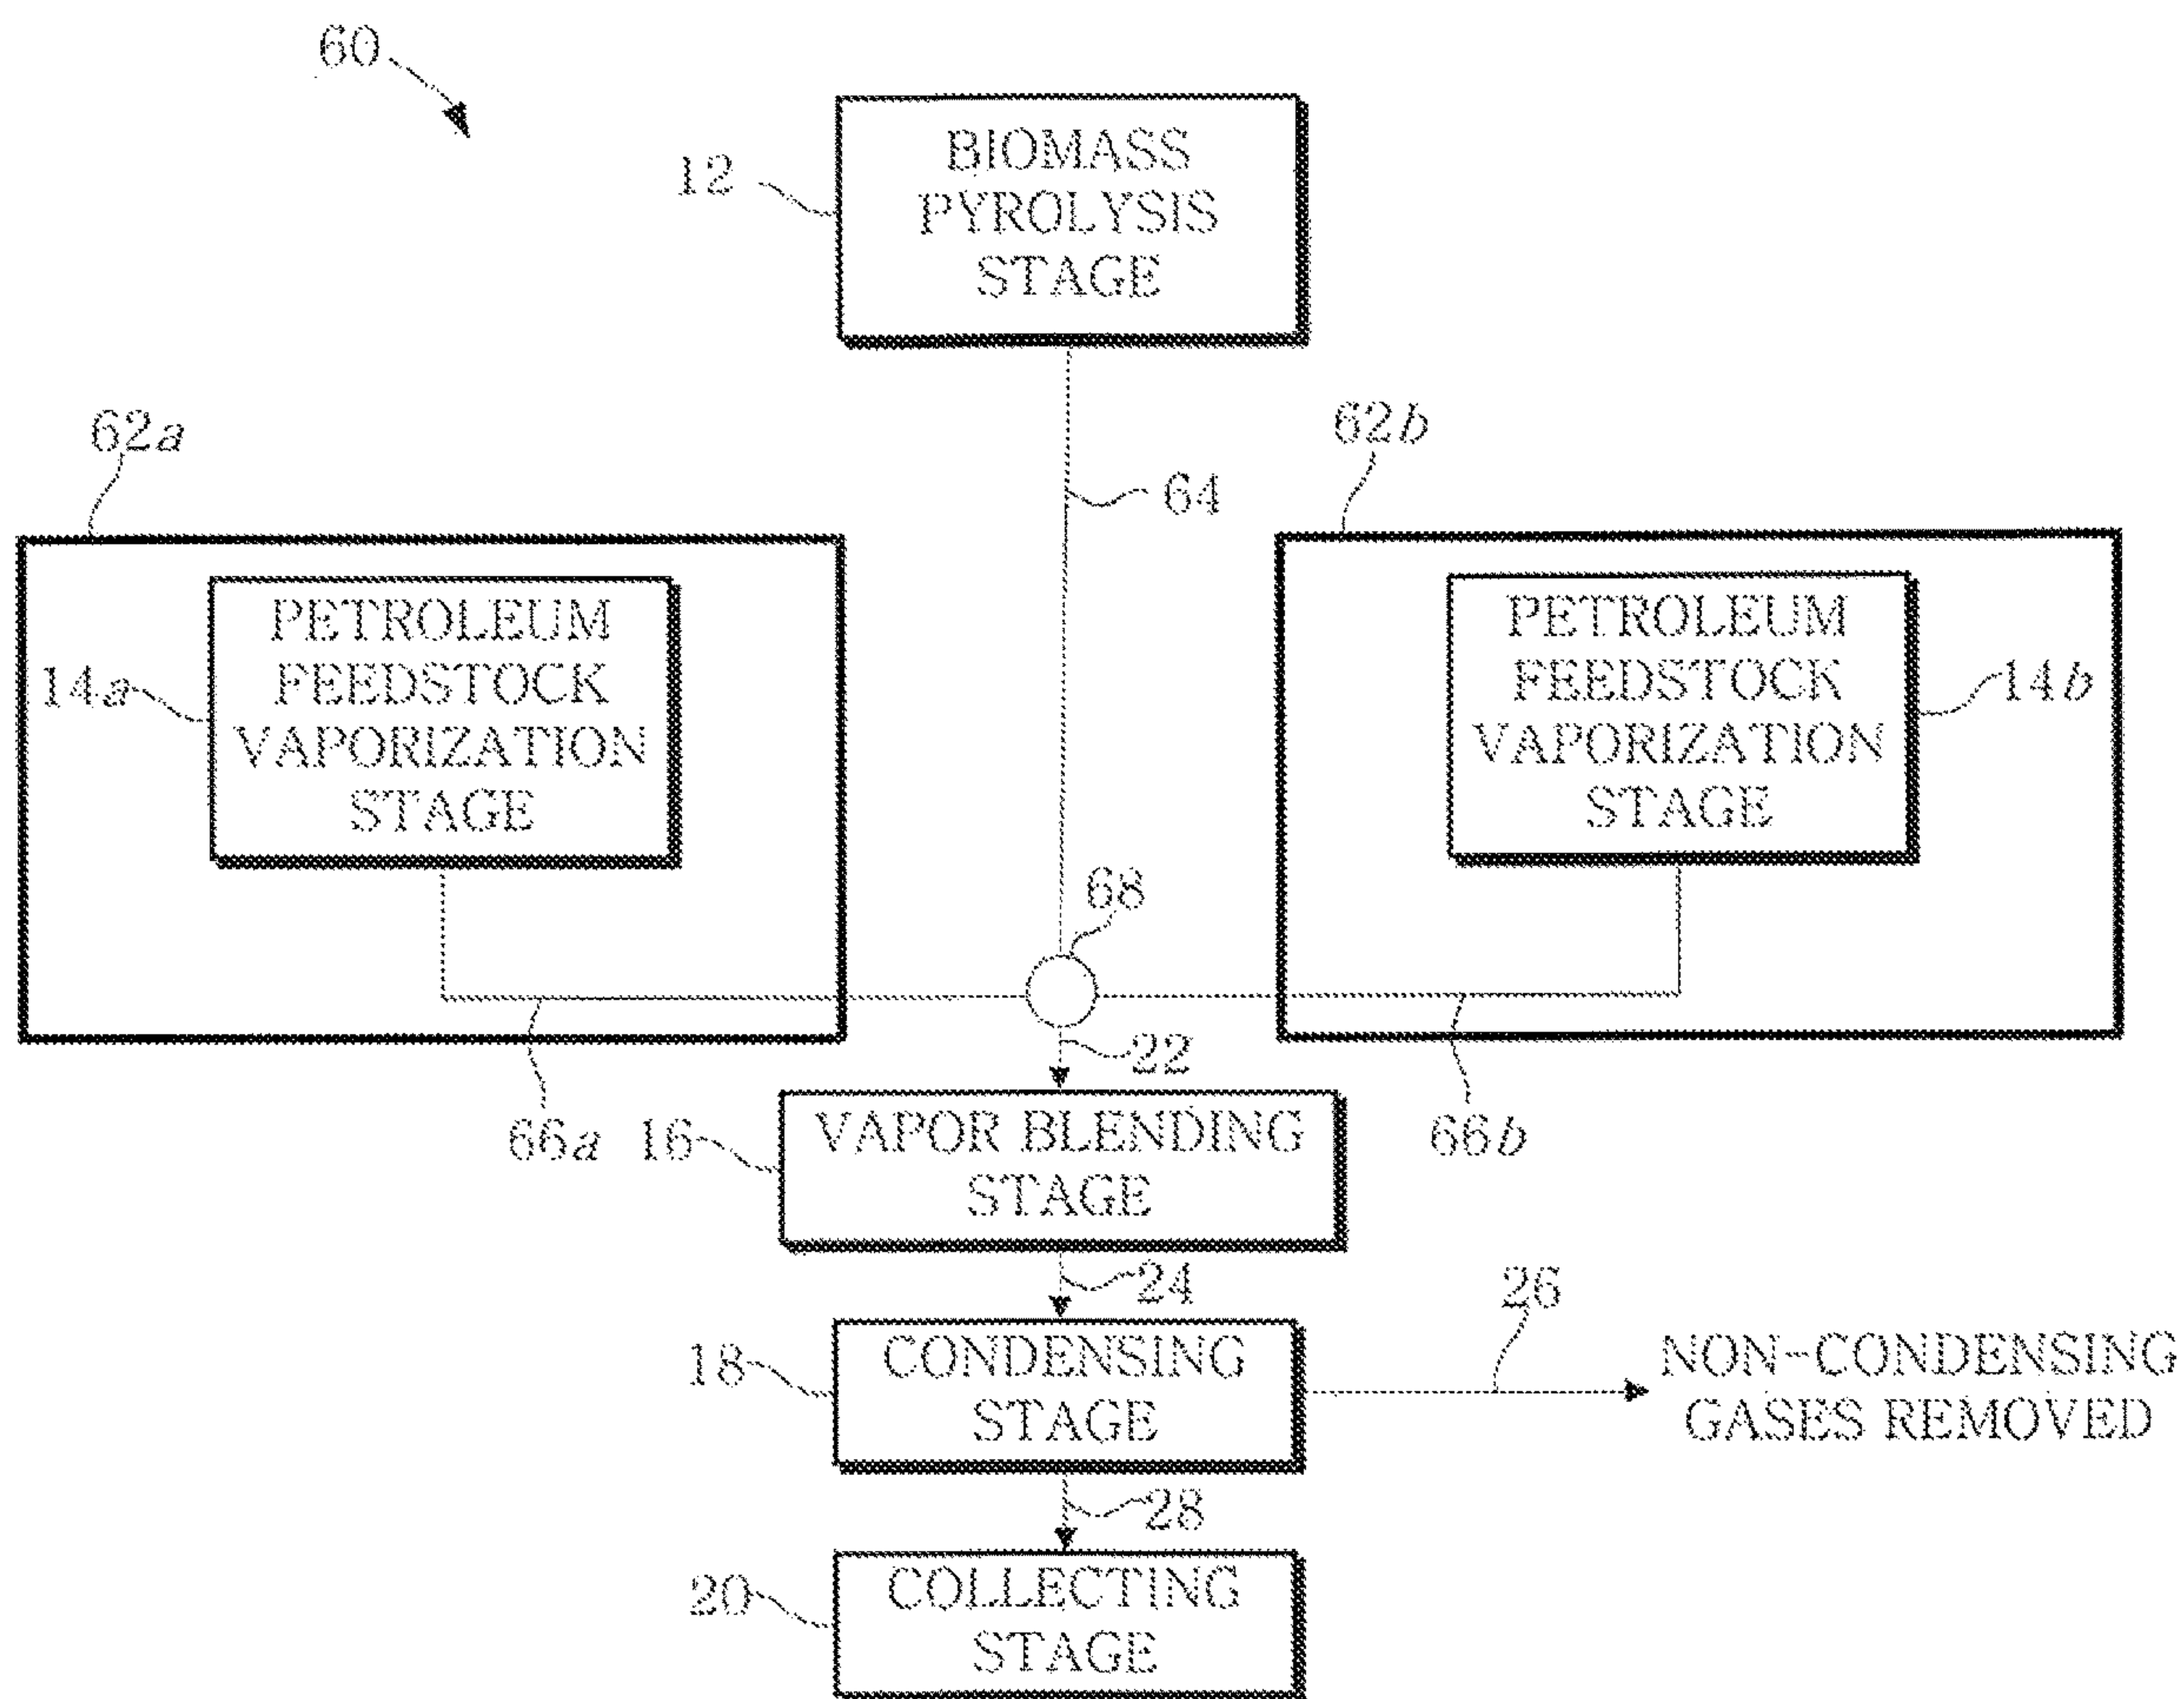 60
12
BIOMASS
PYROLYSIS
STAGE
62a
62b
64
14a
PETROLEUM
FEEDSTOCK
VAPORIZATION
STAGE
PETROLEUM
FEEDSTOCK
VAPORIZATION
STAGE
14b
68
22
66a
16
VAPOR BLENDING
STAGE
66b
24
26
18
CONDENSING
STAGE
NON-CONDENSING
GASES REMOVED
28
20
COLLECTING
STAGE